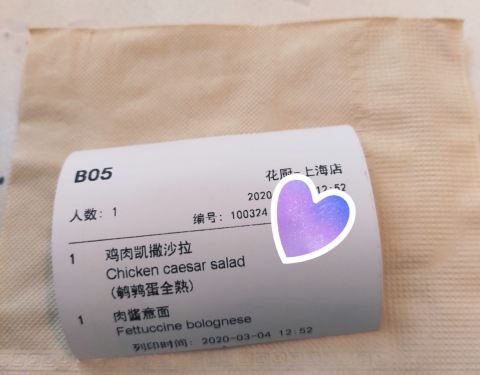 B05
花厨-上海店
2020 12:52
人数: 1
编号: 100324
1 鸡肉凯撒沙拉
Chicken caesar salad
(鹌鹑蛋全熟)
1 肉酱意面
Fettuccine bolognese
列印时间: 2020-03-04 12:52